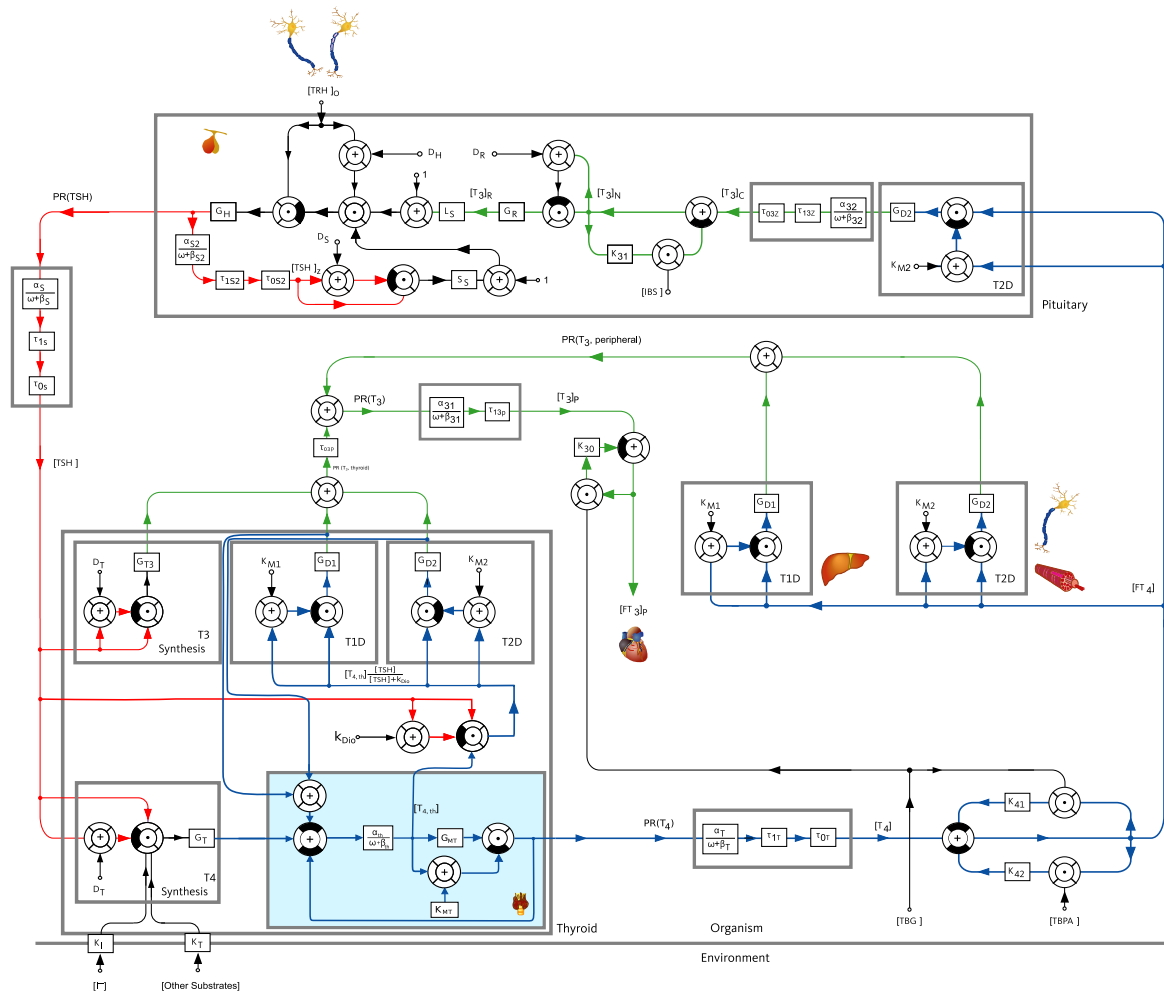 [TRH ]O
DH
DR
1
PR(TSH)
GH
[T3]R
LS
GR
[T3]N
[T3]C
τ03Z
τ13Z
α32
ω+β32
GD2
αS2
ω+βS2
DS
K31
KM2
τ1S2
τ0S2
[TSH ]z
SS
1
[IBS ]
T2D
Pituitary
αS
ω+βS
τ1s
τ0s
PR(T3, peripheral)
PR(T3)
α31
ω+β31
τ13p
[T3]P
τ03P
K30
[TSH ]
PR (T3, thyroid)
KM1
GD1
KM2
GD2
DT
GT3
KM1
GD1
GD2
KM2
T1D
T2D
[FT 3]P
[FT4]
T3
Synthesis
T1D
T2D
[T4, th] [TSH]
[TSH]+kDio
kDio
[T4, th]
K41
GT
αth
ω+βth
GMT
PR(T4)
αT
ω+βT
τ1T
τ0T
[T4]
K42
DT
T4
Synthesis
KMT
[TBG ]
[TBPA ]
Thyroid
Organism
KI
KT
Environment
[I–]
[Other Substrates]